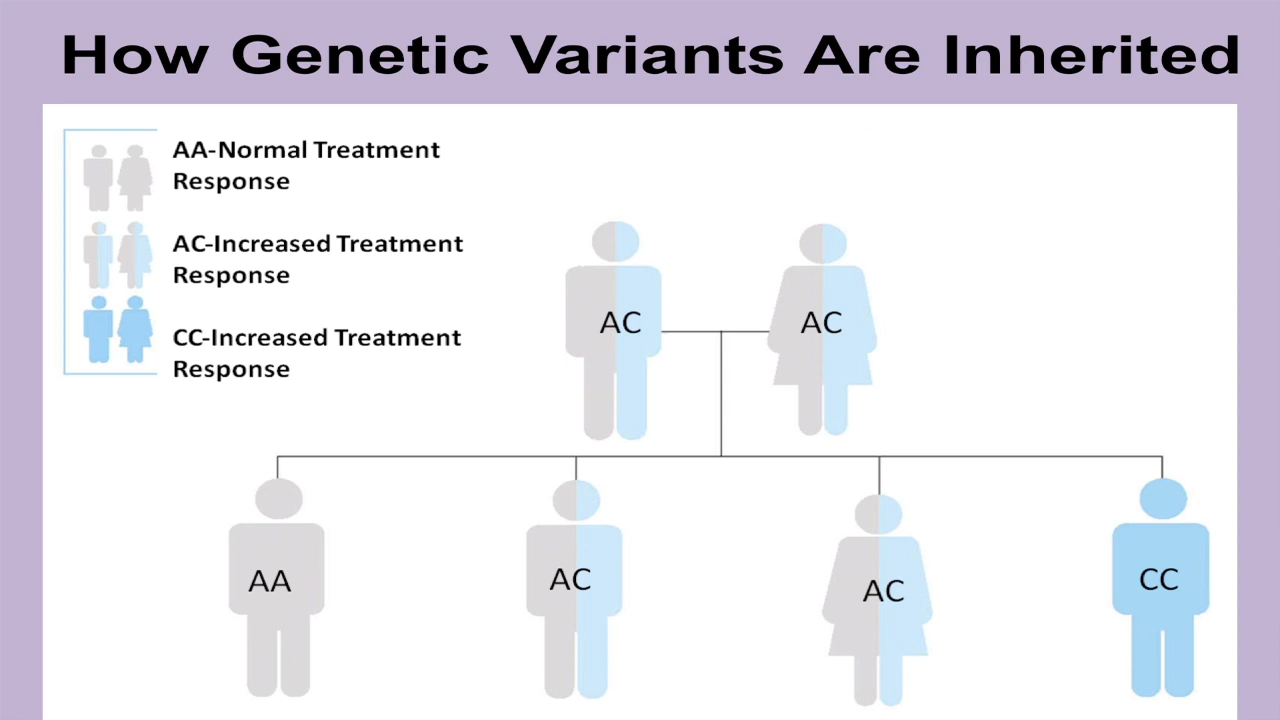 How Genetic Variants Are Inherited
AA-Normal Treatment
Response
AC-Increased Treatment
Response
CC-Increased Treatment
Response
AC
AC
AA
AC
AC
CC